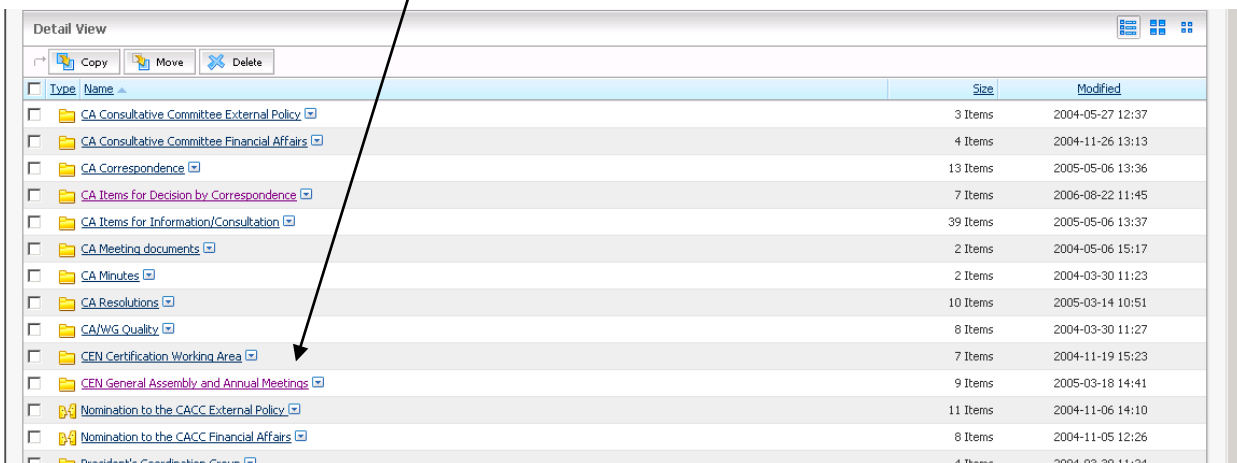 Detail View
Copy Move Delete
Type Name Size Modified
CA Consultative Committee External Policy 3 Items 2004-05-27 12:37
CA Consultative Committee Financial Affairs 4 Items 2004-11-26 13:13
CA Correspondence 13 Items 2005-05-06 13:36
CA Items for Decision by Correspondence 7 Items 2006-08-22 11:45
CA Items for Information/Consultation 39 Items 2005-05-06 13:37
CA Meeting documents 2 Items 2004-05-06 15:17
CA Minutes 2 Items 2004-03-30 11:23
CA Resolutions 10 Items 2005-03-14 10:51
CA/WG Quality 8 Items 2004-03-30 11:27
CEN Certification Working Area 7 Items 2004-11-19 15:23
CEN General Assembly and Annual Meetings 9 Items 2005-03-18 14:41
Nomination to the CACC External Policy 11 Items 2004-11-06 14:10
Nomination to the CACC Financial Affairs 8 Items 2004-11-05 12:26
President's Coordination Group